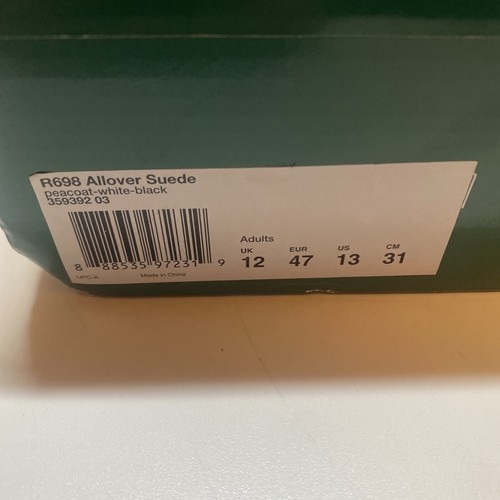 R698 Allover Suede
peacoat-white-black
359392 03
8 88535 97231 9
Made in China
Adults
UK EUR US CM
12 47 13 31